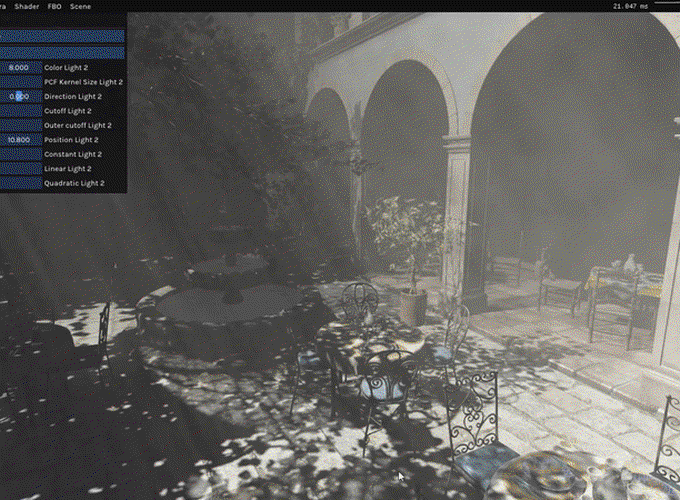 ra Shader FBO Scene 21.047 ms
8.000 Color Light 2
PCF Kernel Size Light 2
0.000 Direction Light 2
Cutoff Light 2
Outer cutoff Light 2
10.800 Position Light 2
Constant Light 2
Linear Light 2
Quadratic Light 2